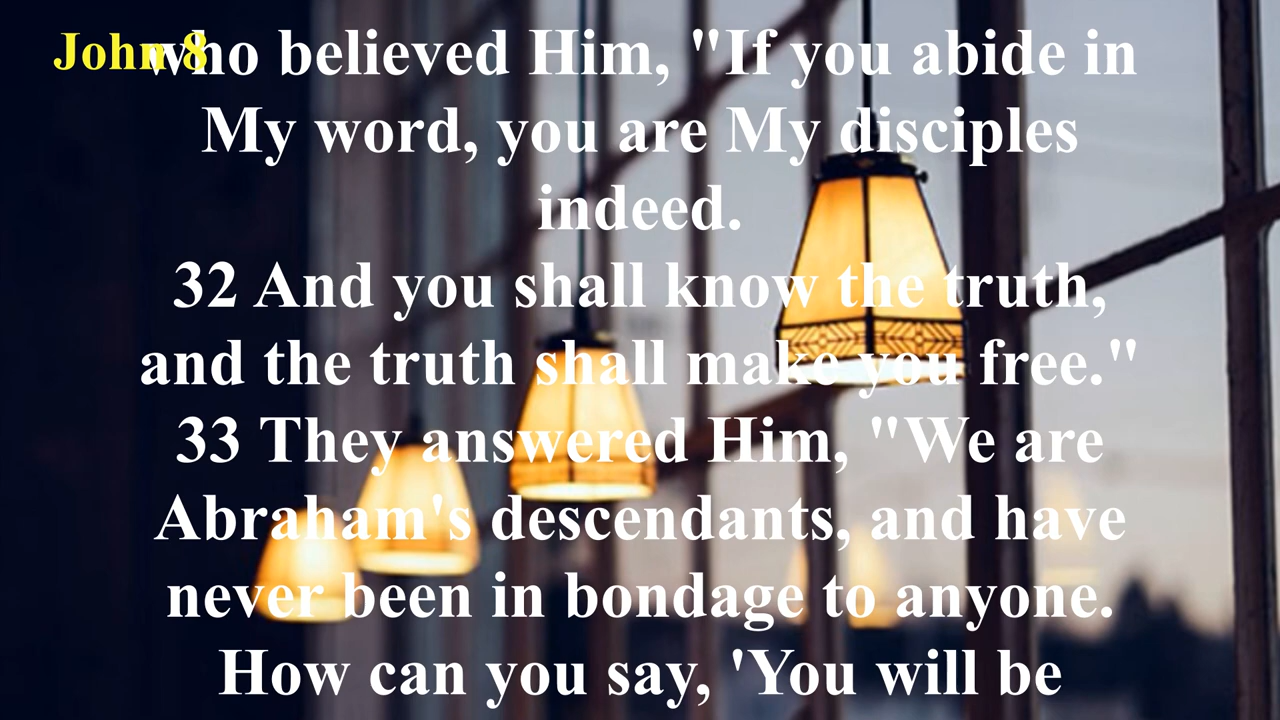 John 8
who believed Him, "If you abide in
My word, you are My disciples
indeed.
32 And you shall know the truth,
and the truth shall make you free."
33 They answered Him, "We are
Abraham's descendants, and have
never been in bondage to anyone.
How can you say, 'You will be